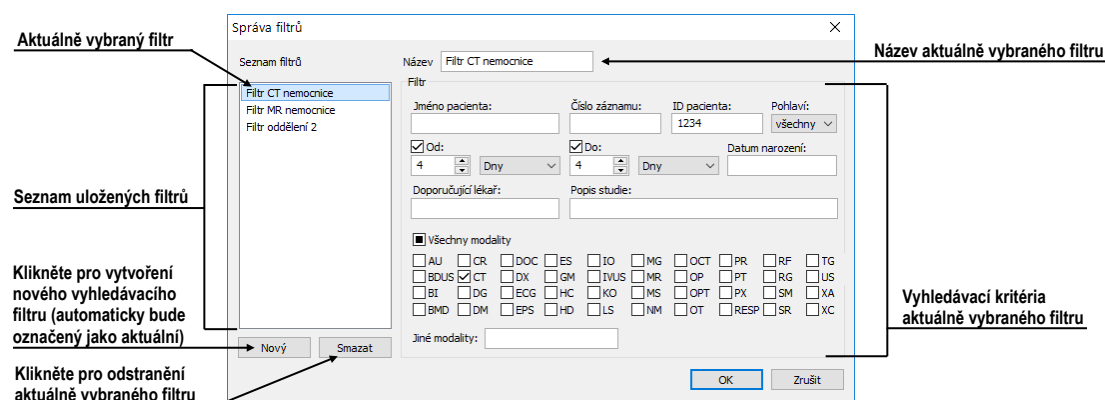 Správa filtrů
Aktuálně vybraný filtr
Název aktuálně vybraného filtru
Seznam filtrů
Název Filtr CT nemocnice
Filtr CT nemocnice
Filtr MR nemocnice
Filtr oddělení 2
Filtr
Jméno pacienta: Číslo záznamu: ID pacienta: Pohlaví:
1234 všechny
Od: Do: Datum narození:
4 Dny 4 Dny
Doporučující lékař: Popis studie:
Všechny modality
AU CR DOC ES IO MG OCT PR RF TG
BDUS CT DX GM IVUS MR OP PT RG US
BI DG ECG HC KO MS OPT PX SM XA
BMD DM EPS HD LS NM OT RESP SR XC
Jiné modality:
Nový Smazat
OK Zrušit
Seznam uložených filtrů
Klikněte pro vytvoření
nového vyhledávacího
filtru (automaticky bude
označený jako aktuální)
Klikněte pro odstranění
aktuálně vybraného filtru
Vyhledávací kritéria
aktuálně vybraného filtru